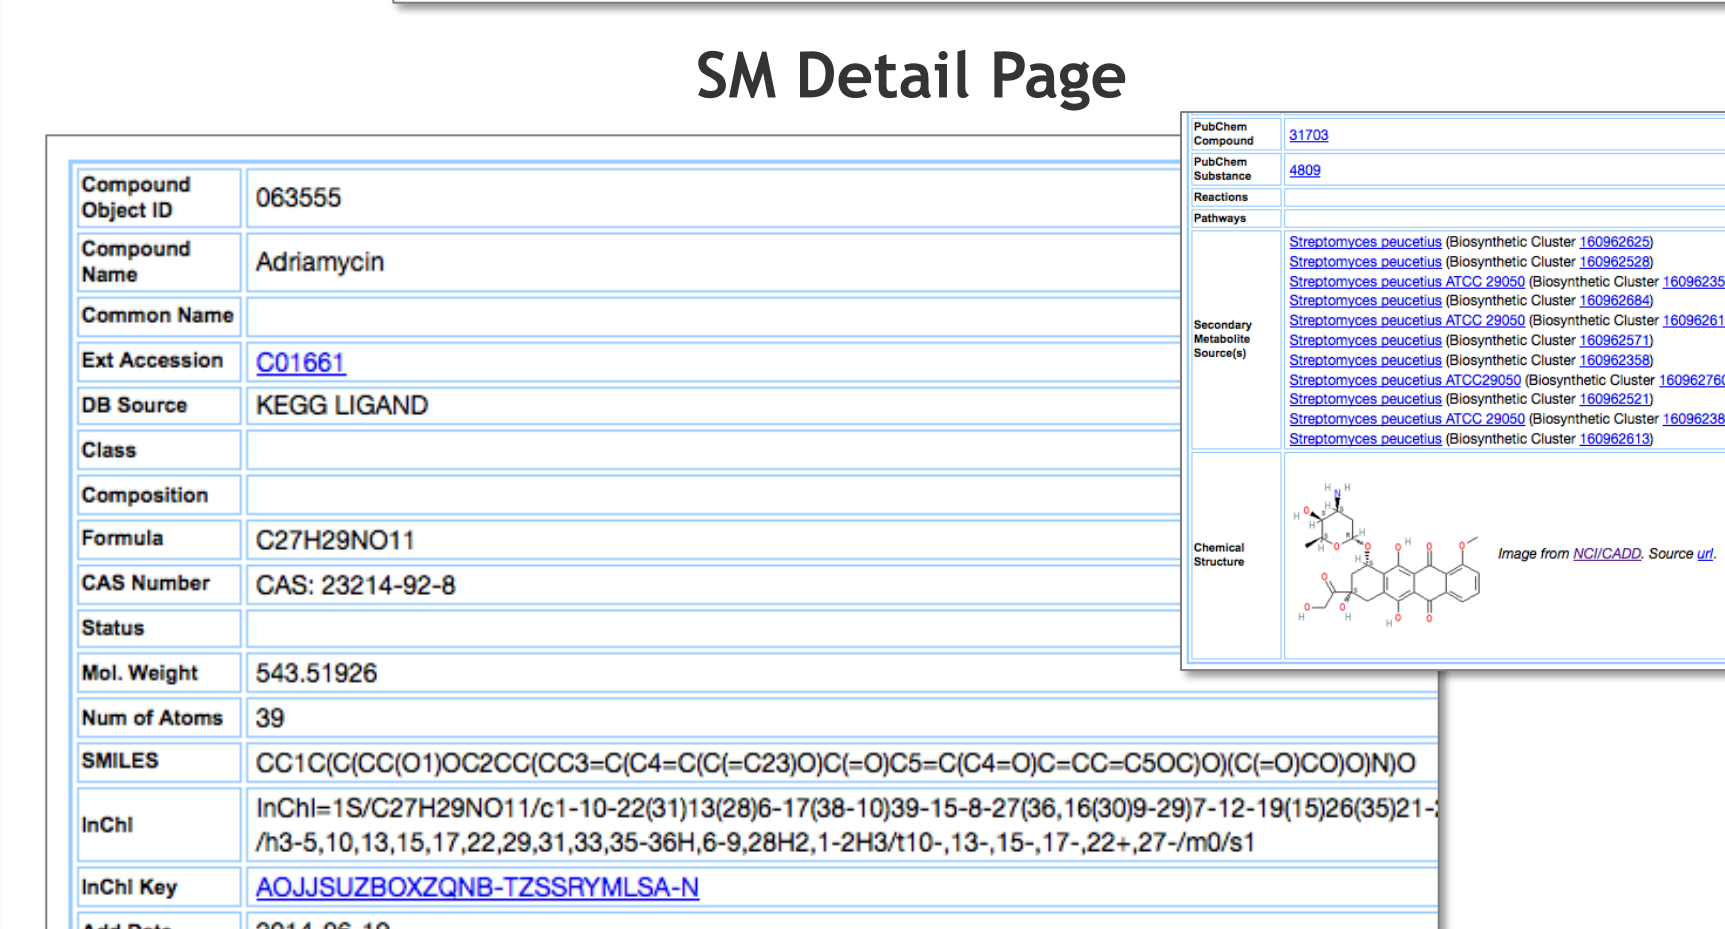 SM Detail Page
Compound Object ID 063555
Compound Name Adriamycin
Common Name
Ext Accession C01661
DB Source KEGG LIGAND
Class
Composition
Formula C27H29NO11
CAS Number CAS: 23214-92-8
Status
Mol. Weight 543.51926
Num of Atoms 39
SMILES CC1C(C(CC(O1)OC2CC(CC3=C(C4=C(C(=C23)O)C(=O)C5=C(C4=O)C=CC=C5OC)O)(C(=O)CO)O)N)O
InChI InChI=1S/C27H29NO11/c1-10-22(31)13(28)6-17(38-10)39-15-8-27(36,16(30)9-29)7-12-19(15)26(35)21-
/h3-5,10,13,15,17,22,29,31,33,35-36H,6-9,28H2,1-2H3/t10-,13-,15-,17-,22+,27-/m0/s1
InChI Key AOJJSUZBOXZQNB-TZSSRYMLSA-N
PubChem Compound 31703
PubChem Substance 4809
Reactions
Pathways
Secondary Metabolite Source(s)
Streptomyces peucetius (Biosynthetic Cluster 160962625)
Streptomyces peucetius (Biosynthetic Cluster 160962528)
Streptomyces peucetius ATCC 29050 (Biosynthetic Cluster 16096235
Streptomyces peucetius (Biosynthetic Cluster 160962684)
Streptomyces peucetius ATCC 29050 (Biosynthetic Cluster 16096261
Streptomyces peucetius (Biosynthetic Cluster 160962571)
Streptomyces peucetius (Biosynthetic Cluster 160962358)
Streptomyces peucetius ATCC29050 (Biosynthetic Cluster 160962760
Streptomyces peucetius (Biosynthetic Cluster 160962521)
Streptomyces peucetius ATCC 29050 (Biosynthetic Cluster 16096238
Streptomyces peucetius (Biosynthetic Cluster 160962613)
Chemical Structure
Image from NCI/CADD. Source url.